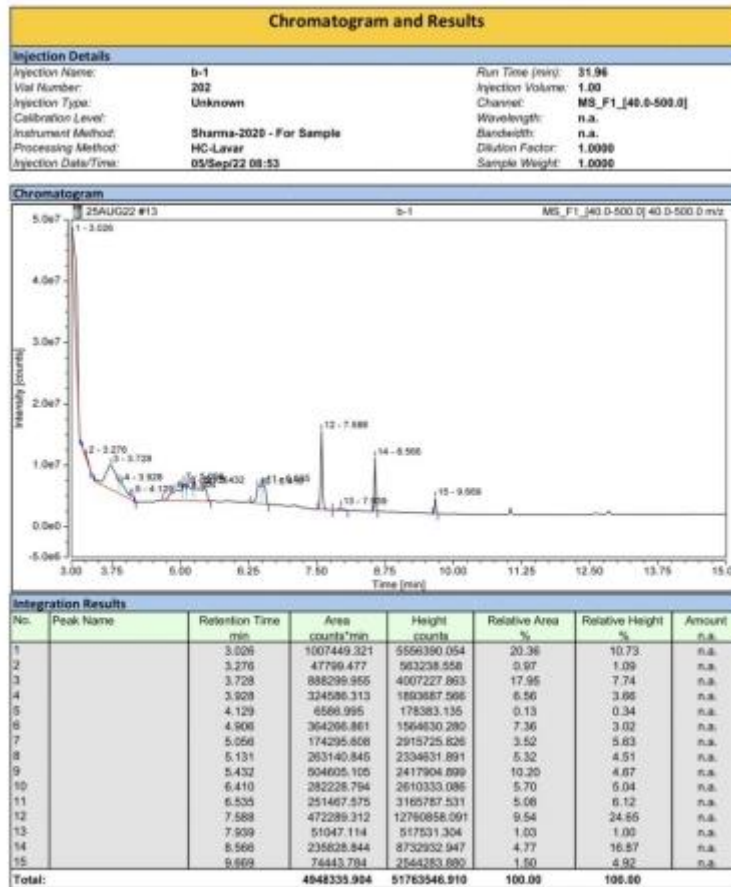 Chromatogram and Results
Injection Details
Injection Name: b-1 Run Time (min): 31.96
Vial Number: 202 Injection Volume: 1.00
Injection Type: Unknown Channel: MS_F1_[40.0-500.0]
Calibration Level: Wavelength: n.a.
Instrument Method: Sharma-2020 - For Sample Bandwidth: n.a.
Processing Method: HC-Lavar Dilution Factor: 1.0000
Injection Date/Time: 05/Sep/22 08:53 Sample Weight: 1.0000
Chromatogram
25AUG22 #13 b-1 MS_F1_[40.0-500.0] 40.0-500.0 m/z
5.0e7
1 - 3.026
4.0e7
3.0e7
2.0e7
12 - 7.588
14 - 8.566
1.0e7
2 - 3.276
3 - 3.728
4 - 3.928
15 - 9.669
13 - 7.939
0.0e0
-5.0e6
Intensity [counts]
3.00 3.75 5.00 6.25 7.50 8.75 10.00 11.25 12.50 13.75 15.0
Time [min]
Integration Results
No. Peak Name Retention Time Area Height Relative Area Relative Height Amount
min counts*min counts % % n.a.
1 3.026 1007449.321 5556390.054 20.36 10.73 n.a.
2 3.276 47799.477 563238.558 0.97 1.09 n.a.
3 3.728 888299.955 4007227.863 17.95 7.74 n.a.
4 3.928 324586.313 1893687.566 6.56 3.66 n.a.
5 4.129 6586.995 178383.135 0.13 0.34 n.a.
6 4.906 364266.861 1564630.280 7.36 3.02 n.a.
7 5.056 174295.608 2915725.826 3.52 5.63 n.a.
8 5.131 263140.845 2334631.891 5.32 4.51 n.a.
9 5.432 504605.105 2417904.899 10.20 4.67 n.a.
10 6.410 282228.794 2610333.086 5.70 5.04 n.a.
11 6.535 251467.575 3165787.531 5.08 6.12 n.a.
12 7.588 472289.312 12760858.091 9.54 24.65 n.a.
13 7.939 51047.114 517531.304 1.03 1.00 n.a.
14 8.566 235828.844 8732932.947 4.77 16.87 n.a.
15 9.669 74443.784 2544283.880 1.50 4.92 n.a.
Total: 4948335.904 51763546.910 100.00 100.00